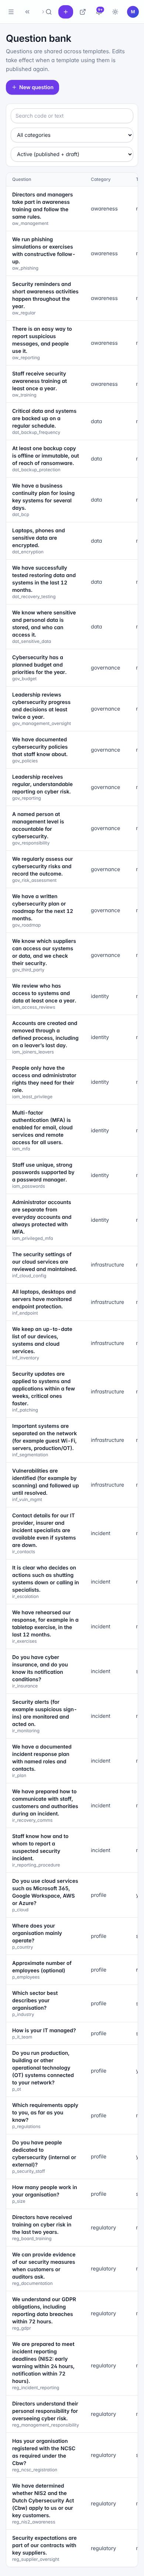 M
Question bank
Questions are shared across templates. Edits
take effect when a template using them is
published again.
+ New question
Search code or text
All categories
Active (published + draft)
Question Category
Directors and managers
take part in awareness
training and follow the
same rules.
aw_management
awareness
We run phishing
simulations or exercises
with constructive follow-
up.
aw_phishing
awareness
Security reminders and
short awareness activities
happen throughout the
year.
aw_regular
awareness
There is an easy way to
report suspicious
messages, and people
use it.
aw_reporting
awareness
Staff receive security
awareness training at
least once a year.
aw_training
awareness
Critical data and systems
are backed up on a
regular schedule.
dat_backup_frequency
data
At least one backup copy
is offline or immutable, out
of reach of ransomware.
dat_backup_protection
data
We have a business
continuity plan for losing
key systems for several
days.
dat_bcp
data
Laptops, phones and
sensitive data are
encrypted.
dat_encryption
data
We have successfully
tested restoring data and
systems in the last 12
months.
dat_recovery_testing
data
We know where sensitive
and personal data is
stored, and who can
access it.
dat_sensitive_data
data
Cybersecurity has a
planned budget and
priorities for the year.
gov_budget
governance
Leadership reviews
cybersecurity progress
and decisions at least
twice a year.
gov_management_oversight
governance
We have documented
cybersecurity policies
that staff know about.
gov_policies
governance
Leadership receives
regular, understandable
reporting on cyber risk.
gov_reporting
governance
A named person at
management level is
accountable for
cybersecurity.
gov_responsibility
governance
We regularly assess our
cybersecurity risks and
record the outcome.
gov_risk_assessment
governance
We have a written
cybersecurity plan or
roadmap for the next 12
months.
gov_roadmap
governance
We know which suppliers
can access our systems
or data, and we check
their security.
gov_third_party
governance
We review who has
access to systems and
data at least once a year.
iam_access_reviews
identity
Accounts are created and
removed through a
defined process, including
on a leaver's last day.
iam_joiners_leavers
identity
People only have the
access and administrator
rights they need for their
role.
iam_least_privilege
identity
Multi-factor
authentication (MFA) is
enabled for email, cloud
services and remote
access for all users.
iam_mfa
identity
Staff use unique, strong
passwords supported by
a password manager.
iam_passwords
identity
Administrator accounts
are separate from
everyday accounts and
always protected with
MFA.
iam_privileged_mfa
identity
The security settings of
our cloud services are
reviewed and maintained.
inf_cloud_config
infrastructure
All laptops, desktops and
servers have monitored
endpoint protection.
inf_endpoint
infrastructure
We keep an up-to-date
list of our devices,
systems and cloud
services.
inf_inventory
infrastructure
Security updates are
applied to systems and
applications within a few
weeks, critical ones
faster.
inf_patching
infrastructure
Important systems are
separated on the network
(for example guest Wi-Fi,
servers, production/OT).
inf_segmentation
infrastructure
Vulnerabilities are
identified (for example by
scanning) and followed up
until resolved.
inf_vuln_mgmt
infrastructure
Contact details for our IT
provider, insurer and
incident specialists are
available even if systems
are down.
ir_contacts
incident
It is clear who decides on
actions such as shutting
systems down or calling in
specialists.
ir_escalation
incident
We have rehearsed our
response, for example in a
tabletop exercise, in the
last 12 months.
ir_exercises
incident
Do you have cyber
insurance, and do you
know its notification
conditions?
ir_insurance
incident
Security alerts (for
example suspicious sign-
ins) are monitored and
acted on.
ir_monitoring
incident
We have a documented
incident response plan
with named roles and
contacts.
ir_plan
incident
We have prepared how to
communicate with staff,
customers and authorities
during an incident.
ir_recovery_comms
incident
Staff know how and to
whom to report a
suspected security
incident.
ir_reporting_procedure
incident
Do you use cloud services
such as Microsoft 365,
Google Workspace, AWS
or Azure?
p_cloud
profile
Where does your
organisation mainly
operate?
p_country
profile
Approximate number of
employees (optional)
p_employees
profile
Which sector best
describes your
organisation?
p_industry
profile
How is your IT managed?
p_it_team
profile
Do you run production,
building or other
operational technology
(OT) systems connected
to your network?
p_ot
profile
Which requirements apply
to you, as far as you
know?
p_regulations
profile
Do you have people
dedicated to
cybersecurity (internal or
external)?
p_security_staff
profile
How many people work in
your organisation?
p_size
profile
Directors have received
training on cyber risk in
the last two years.
reg_board_training
regulatory
We can provide evidence
of our security measures
when customers or
auditors ask.
reg_documentation
regulatory
We understand our GDPR
obligations, including
reporting data breaches
within 72 hours.
reg_gdpr
regulatory
We are prepared to meet
incident reporting
deadlines (NIS2: early
warning within 24 hours,
notification within 72
hours).
reg_incident_reporting
regulatory
Directors understand their
personal responsibility for
overseeing cyber risk.
reg_management_responsibility
regulatory
Has your organisation
registered with the NCSC
as required under the
Cbw?
reg_ncsc_registration
regulatory
We have determined
whether NIS2 and the
Dutch Cybersecurity Act
(Cbw) apply to us or our
key customers.
reg_nis2_awareness
regulatory
Security expectations are
part of our contracts with
key suppliers.
reg_supplier_oversight
regulatory